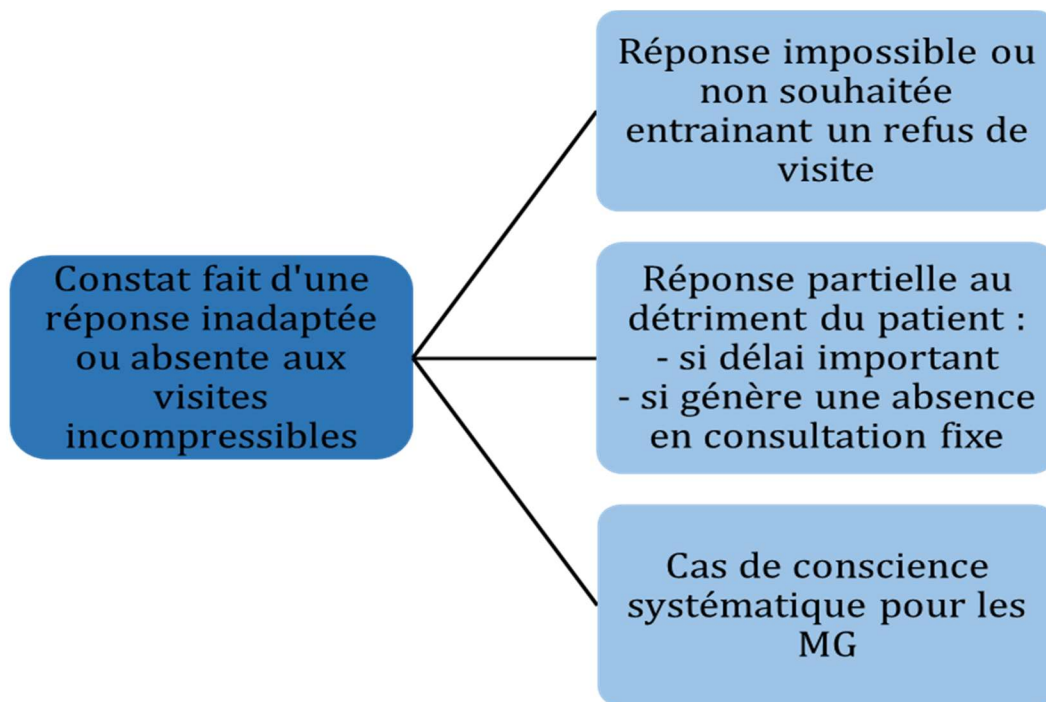 Constat fait d'une
réponse inadaptée
ou absente aux
visites
incompressibles
Réponse impossible ou
non souhaitée
entrainant un refus de
visite
Réponse partielle au
détriment du patient :
- si délai important
- si génère une absence
en consultation fixe
Cas de conscience
systématique pour les
MG